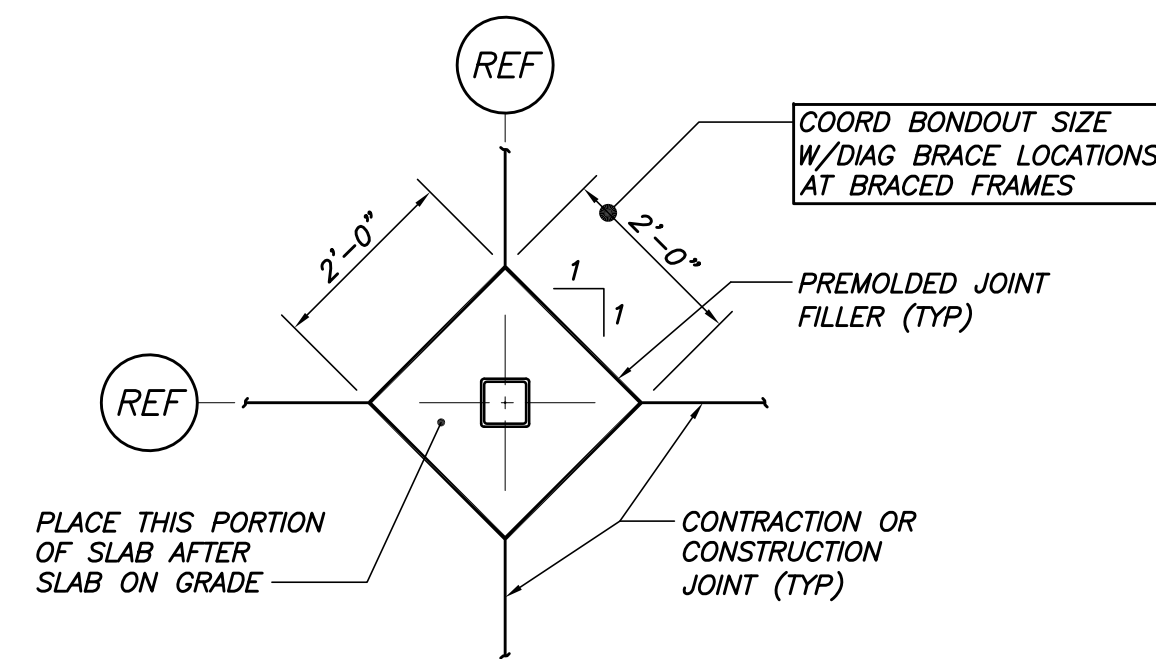 REF
COORD BONDOUT SIZE
W/DIAG BRACE LOCATIONS
AT BRACED FRAMES
2'-0"
2'-0"
1
1
PREMOLDED JOINT
FILLER (TYP)
REF
PLACE THIS PORTION
OF SLAB AFTER
SLAB ON GRADE
CONTRACTION OR
CONSTRUCTION
JOINT (TYP)